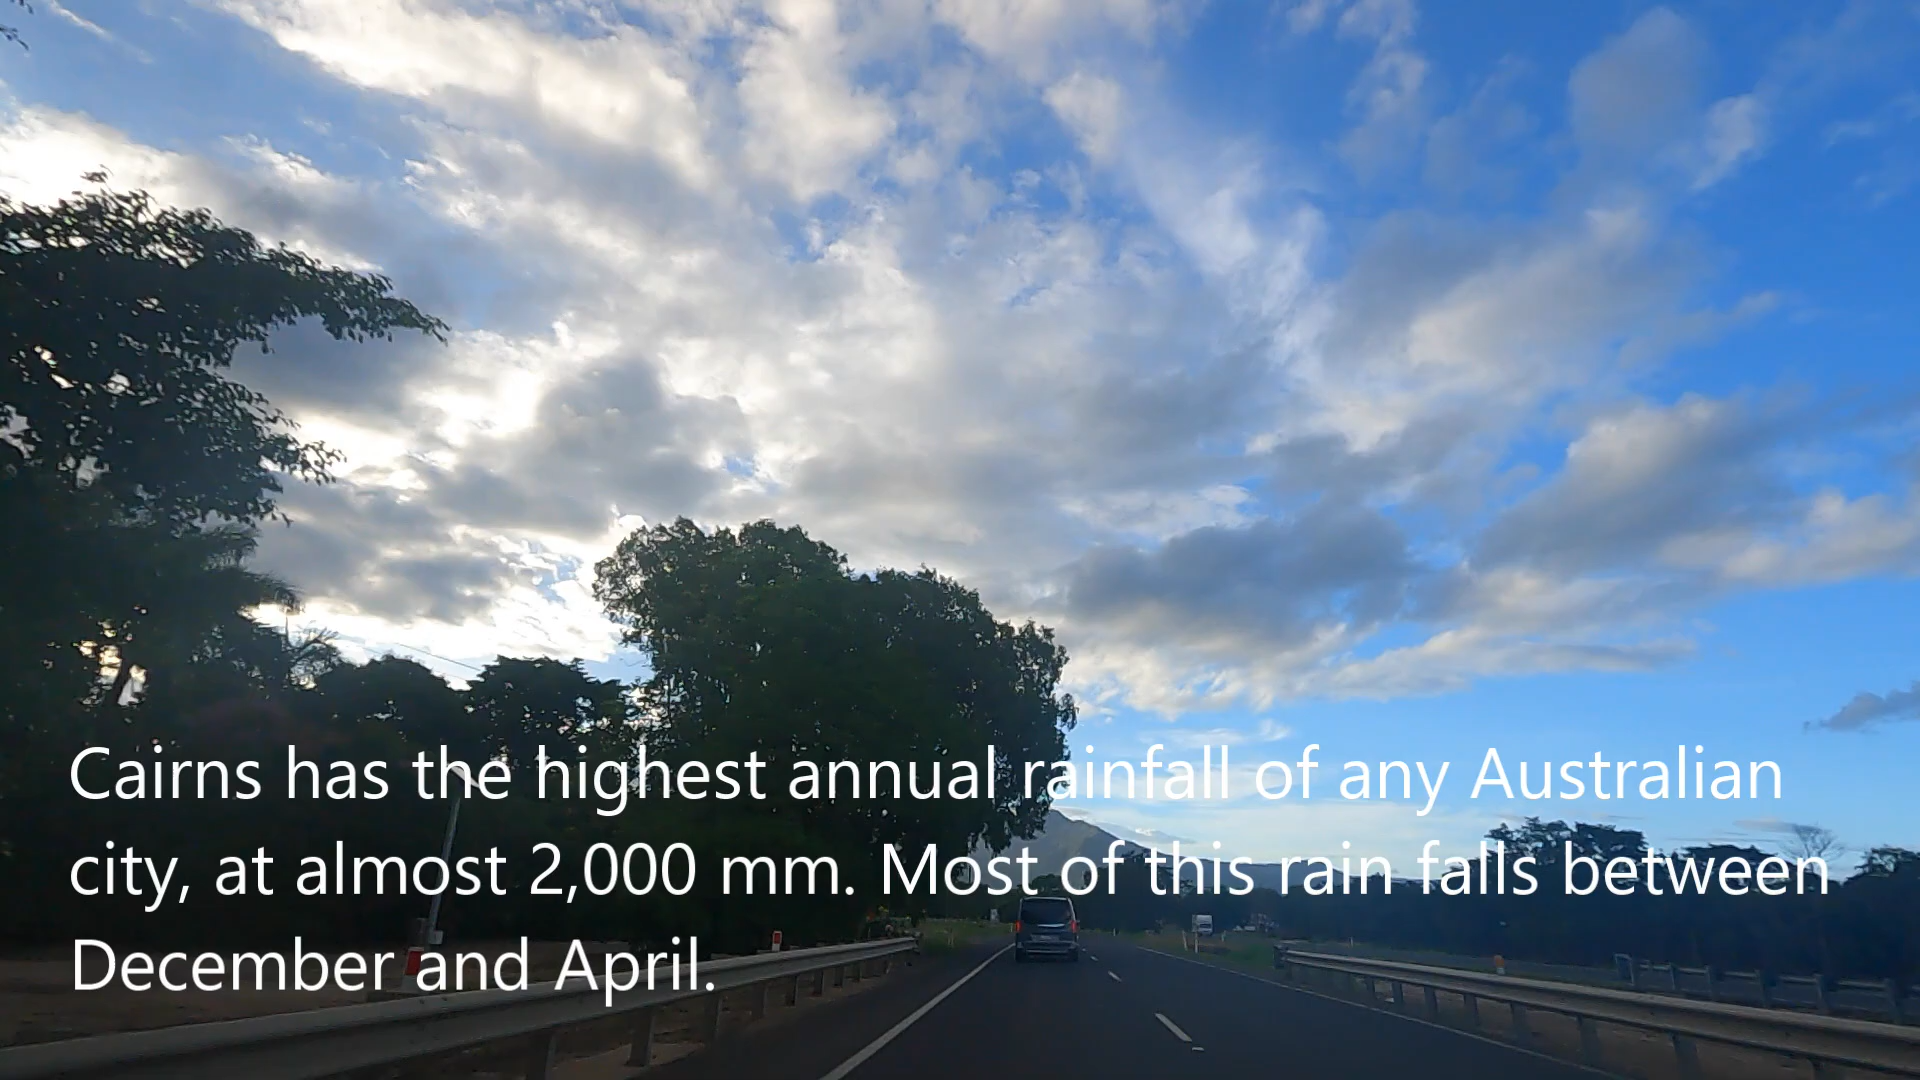 Cairns has the highest annual rainfall of any Australian
city, at almost 2,000 mm. Most of this rain falls between
December and April.